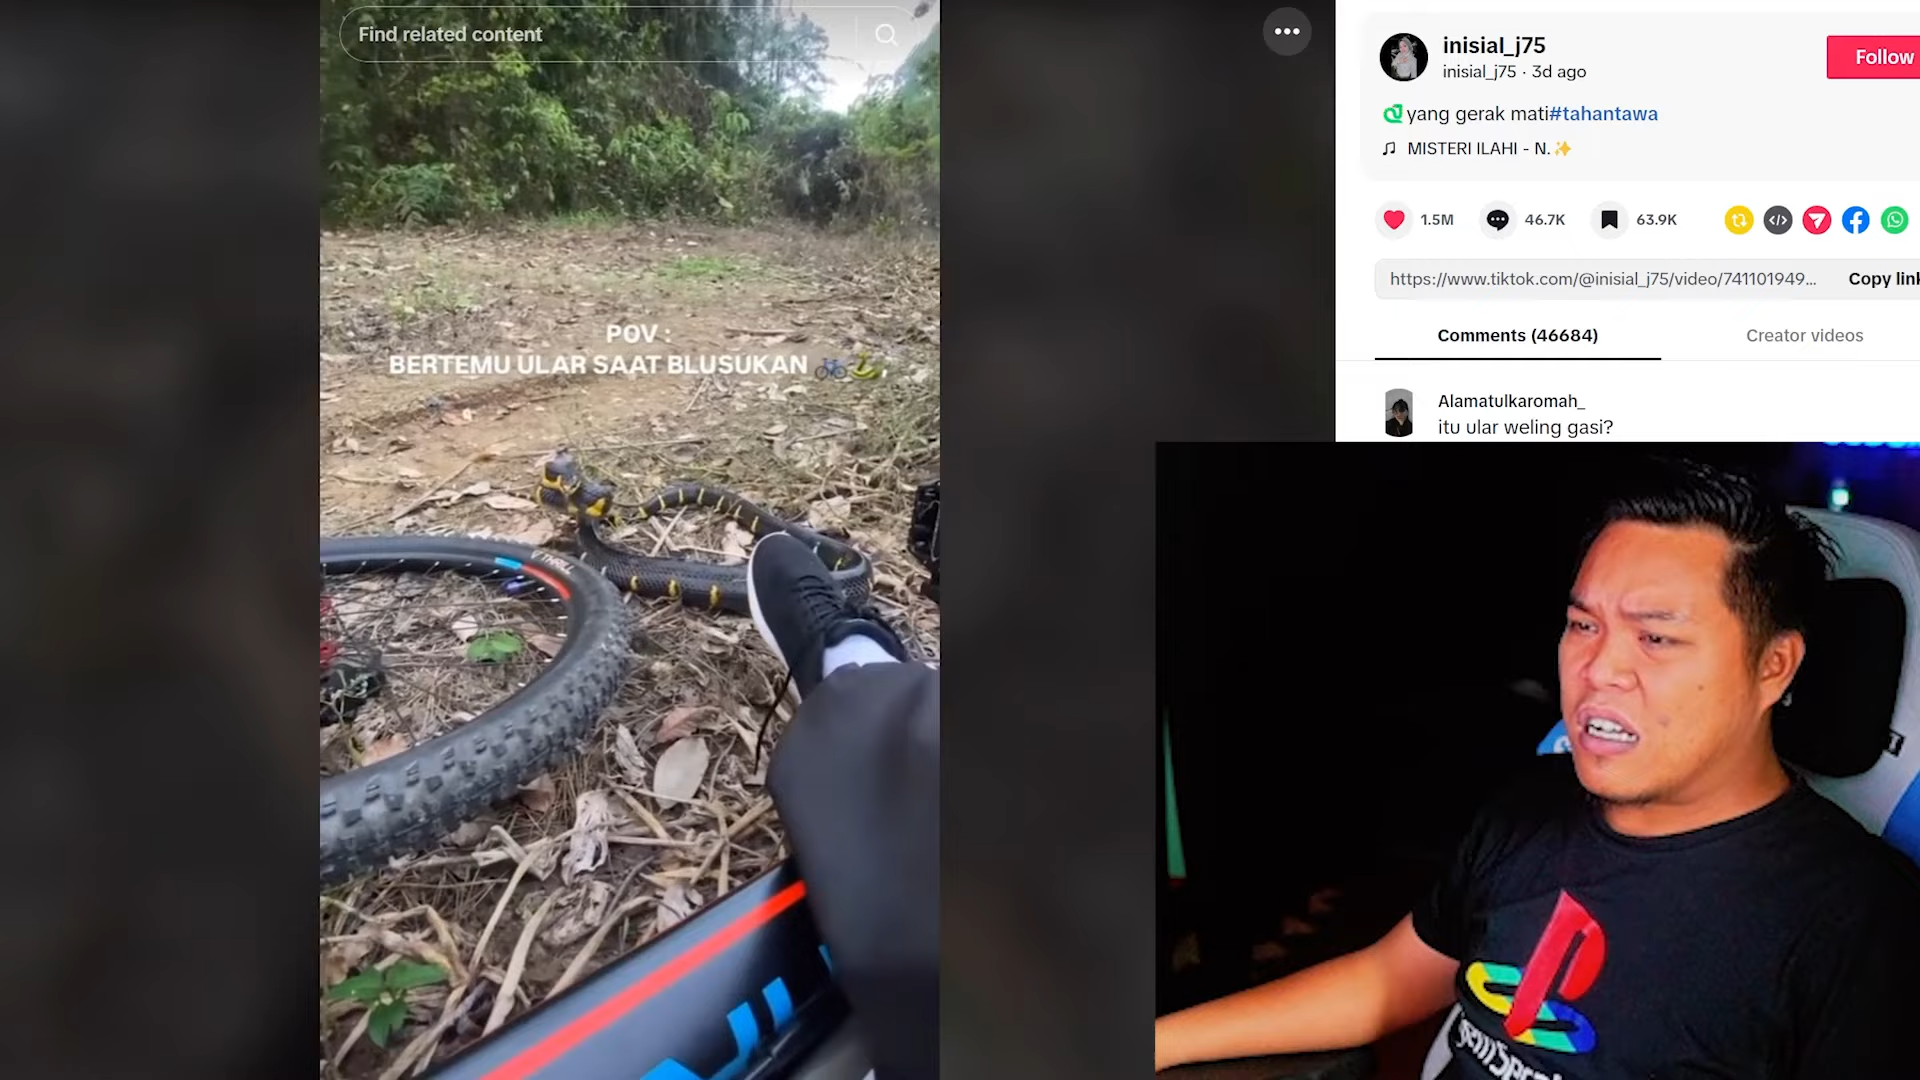 Find related content
POV :
BERTEMU ULAR SAAT BLUSUKAN
V THRILL
inisial_j75
inisial_j75 · 3d ago
Follow
yang gerak mati#tahantawa
MISTERI ILAHI - N.✨
1.5M
46.7K
63.9K
https://www.tiktok.com/@inisial_j75/video/741101949...
Copy link
Comments (46684)
Creator videos
Alamatulkaromah_
itu ular weling gasi?